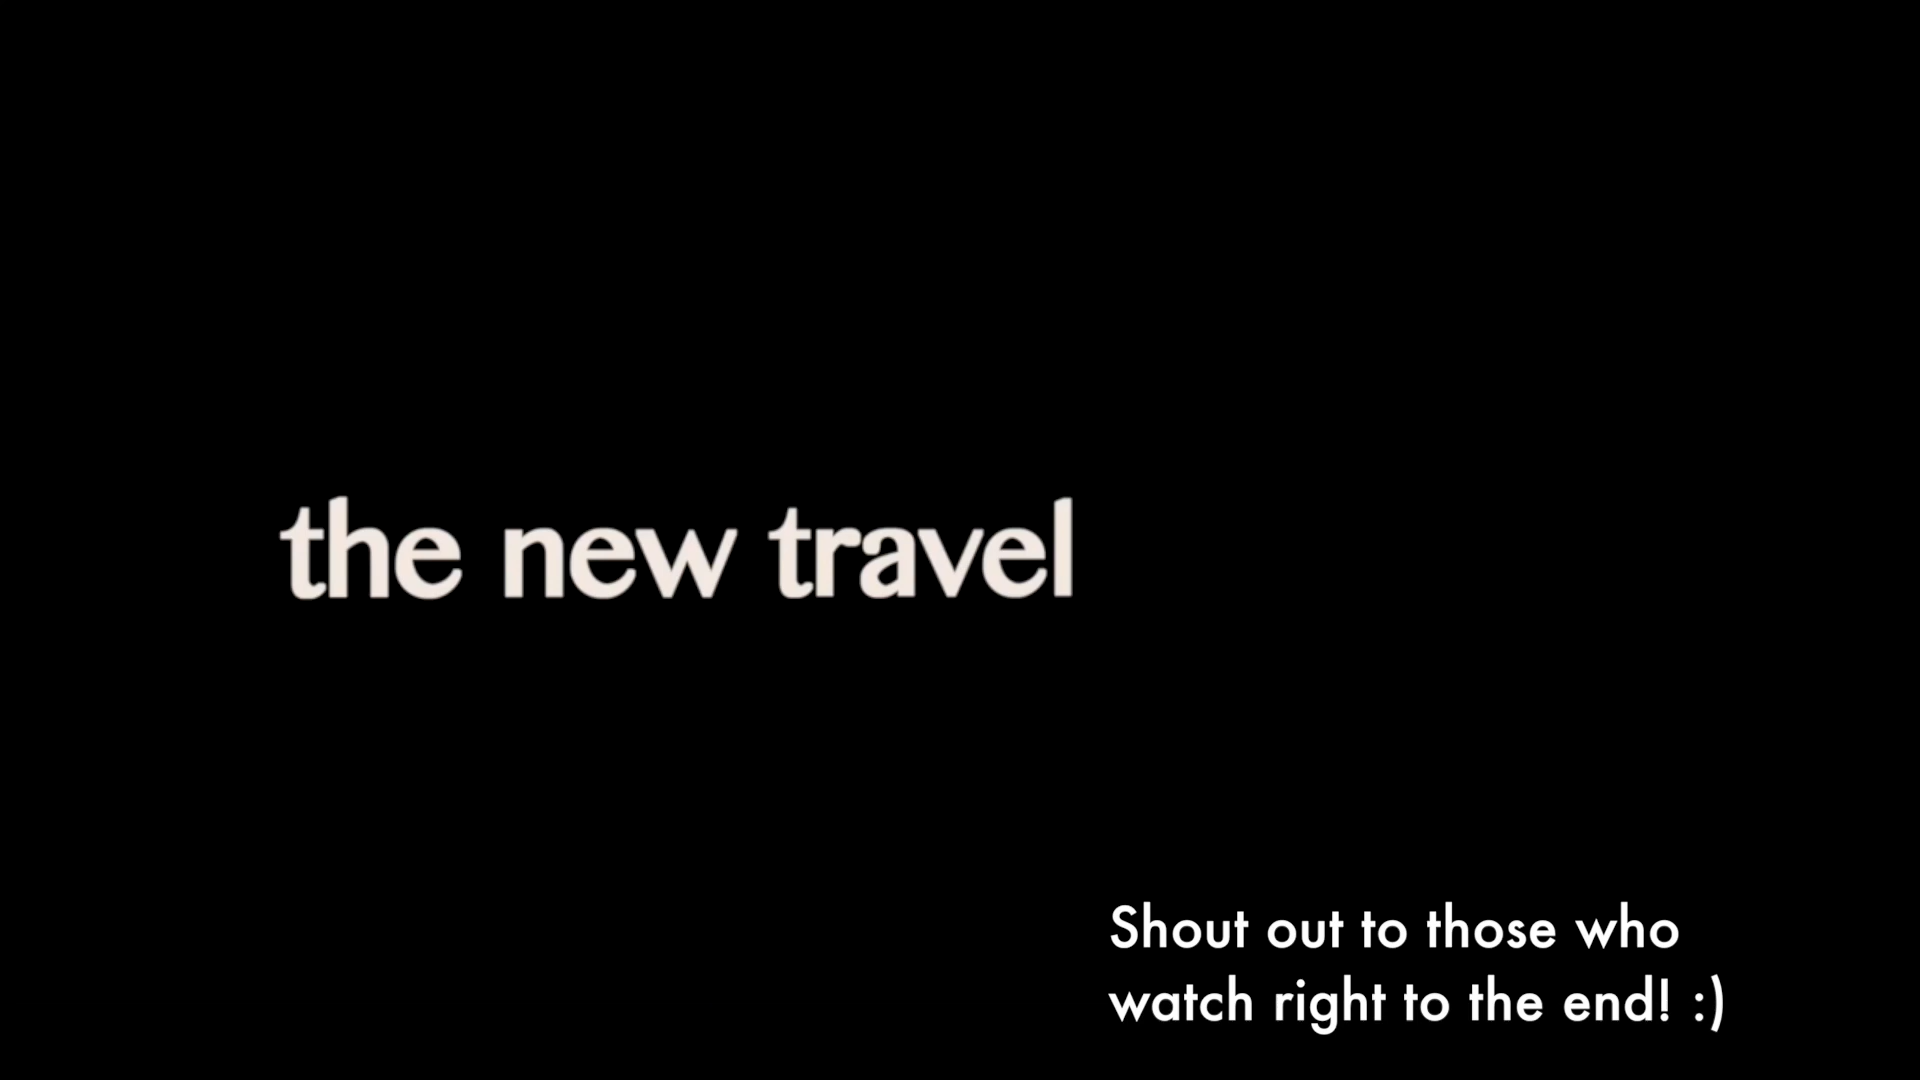 the new travel
Shout out to those who
watch right to the end! :)